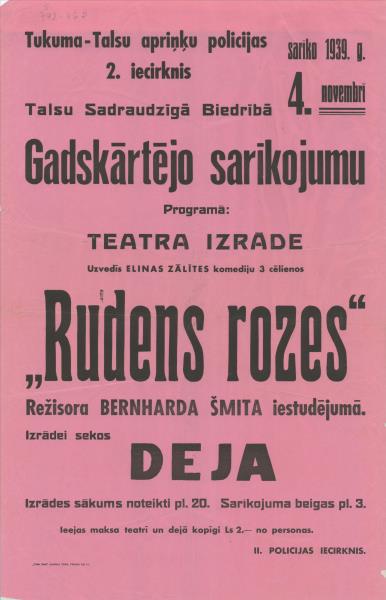 Tukuma-Talsu apriņķu policijas
2. iecirknis
sarīko 1939. g.
4. novembrī
Talsu Sadraudzīgā Biedrībā
Gadskārtējo sarīkojumu
Programā:
TEATRA IZRĀDE
Uzvedīs ELINAS ZĀLĪTES komediju 3 cēlienos
„Rudens rozes“
Režisora BERNHARDA ŠMITA iestudējumā.
Izrādei sekos
DEJA
Izrādes sākums noteikti pl. 20. Sarīkojuma beigas pl. 3.
Ieejas maksa teatrī un dejā kopīgi Ls 2,— no personas.
II. POLICIJAS IECIRKNIS.